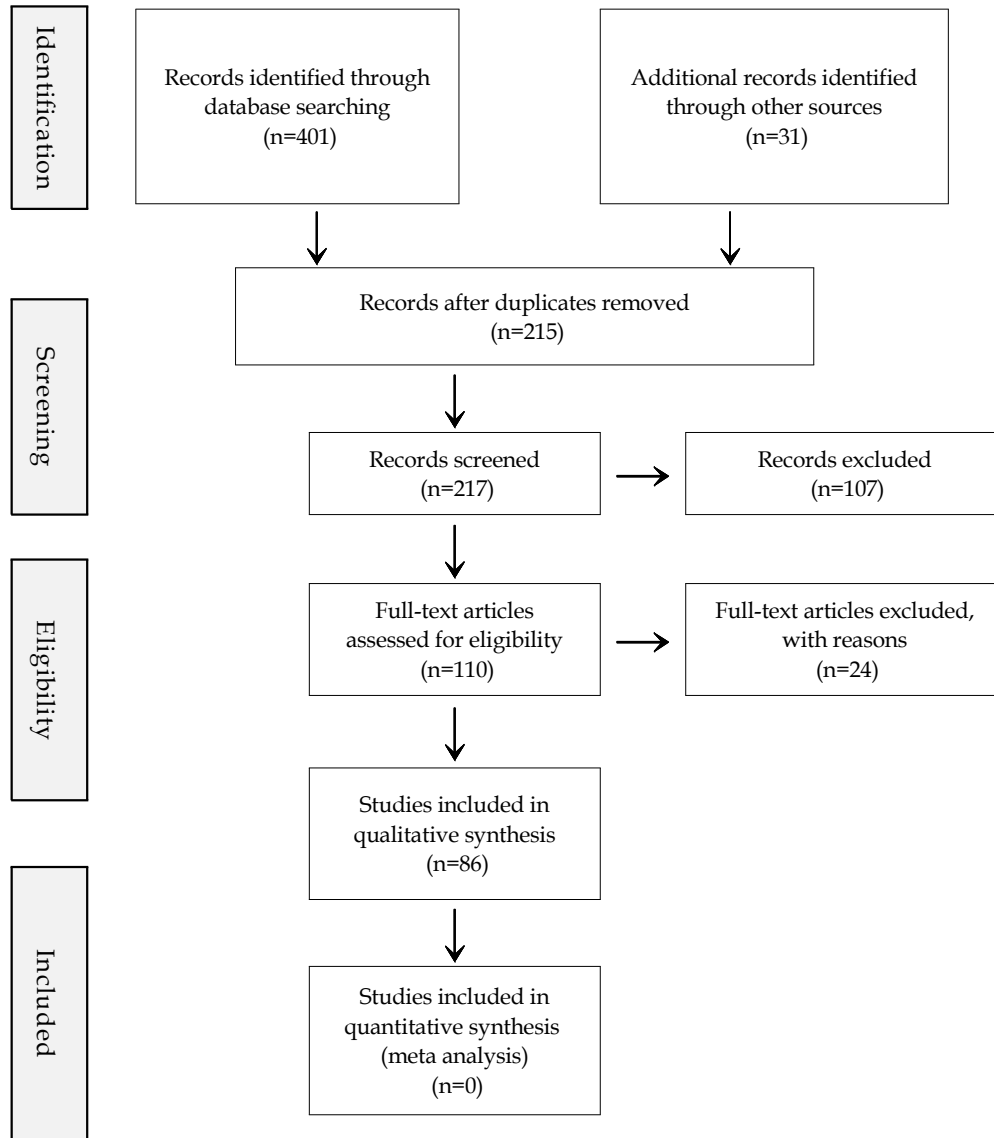 Identification
Records identified through
database searching
(n=401)
Additional records identified
through other sources
(n=31)
Screening
Records after duplicates removed
(n=215)
Records screened
(n=217)
Records excluded
(n=107)
Eligibility
Full-text articles
assessed for eligibility
(n=110)
Full-text articles excluded,
with reasons
(n=24)
Studies included in
qualitative synthesis
(n=86)
Included
Studies included in
quantitative synthesis
(meta analysis)
(n=0)